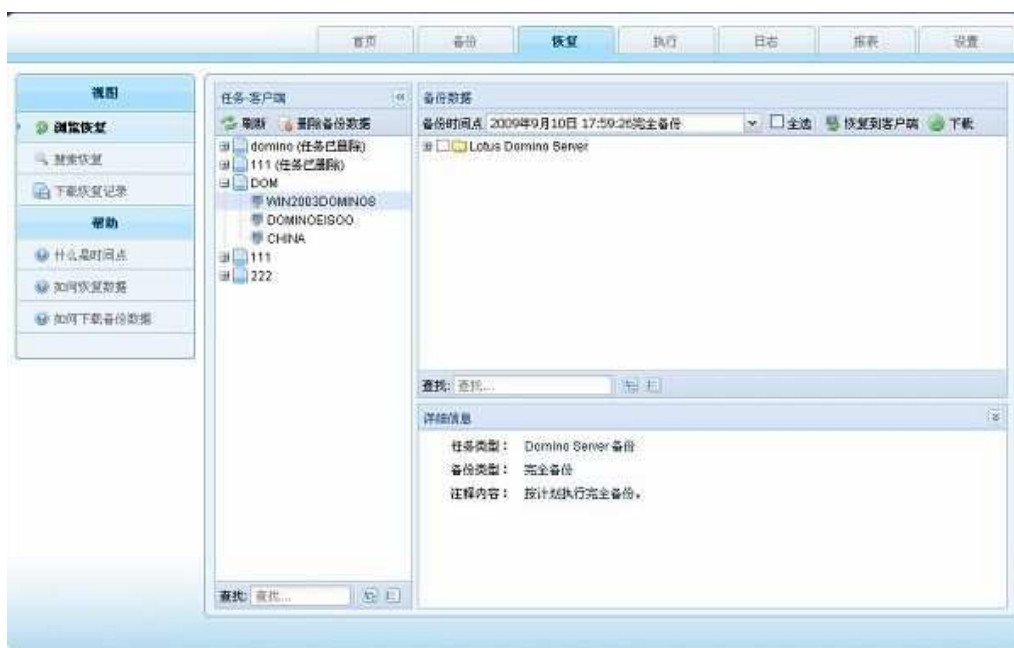 首页 备份 恢复 执行 日志 报表 设置
视图
浏览恢复
搜索恢复
下载恢复记录
帮助
什么是时间点
如何恢复数据
如何下载备份数据
任务-客户端
刷新 删除备份数据
domino (任务已删除)
111 (任务已删除)
DOM
WIN2003DOMINO8
DOMINOEISOO
CHINA
111
222
查找: 查找...
备份数据
备份时间点 2009年9月10日 17:59:26完全备份 全选 恢复到客户端 下载
Lotus Domino Server
查找: 查找...
详细信息
任务类型： Domino Server 备份
备份类型： 完全备份
注释内容： 按计划执行完全备份。